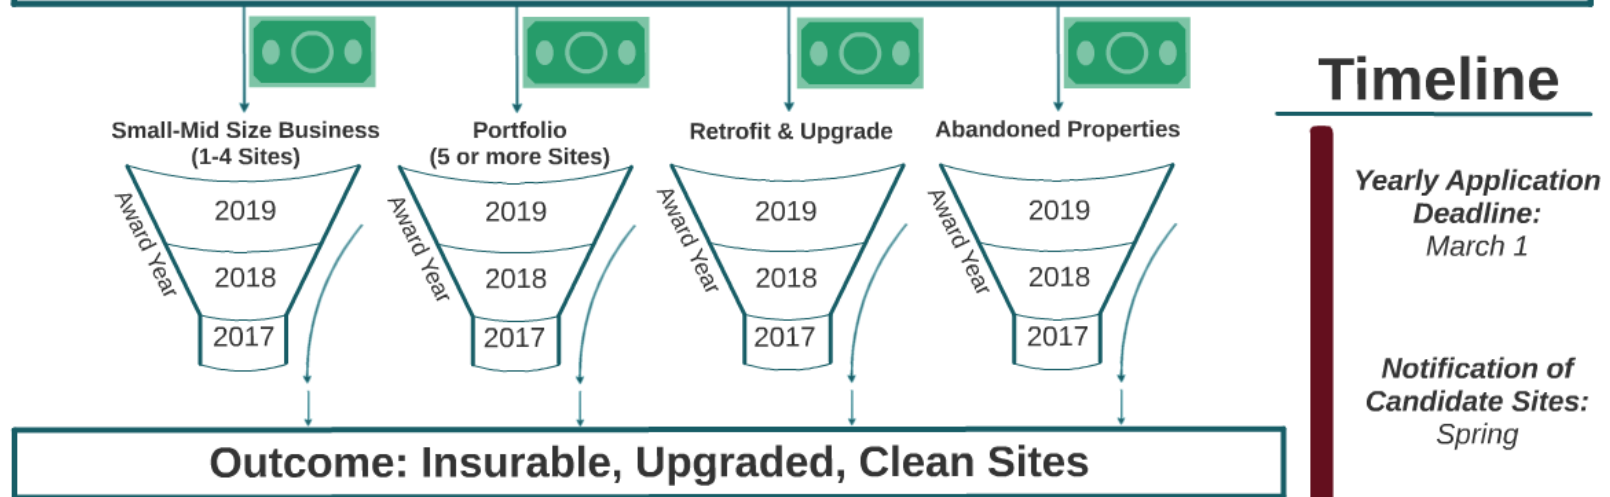 Small-Mid Size Business
(1-4 Sites)
Award Year
2019
2018
2017
Portfolio
(5 or more Sites)
Award Year
2019
2018
2017
Retrofit & Upgrade
Award Year
2019
2018
2017
Abandoned Properties
Award Year
2019
2018
2017
Outcome: Insurable, Upgraded, Clean Sites
Timeline
Yearly Application
Deadline:
March 1
Notification of
Candidate Sites:
Spring